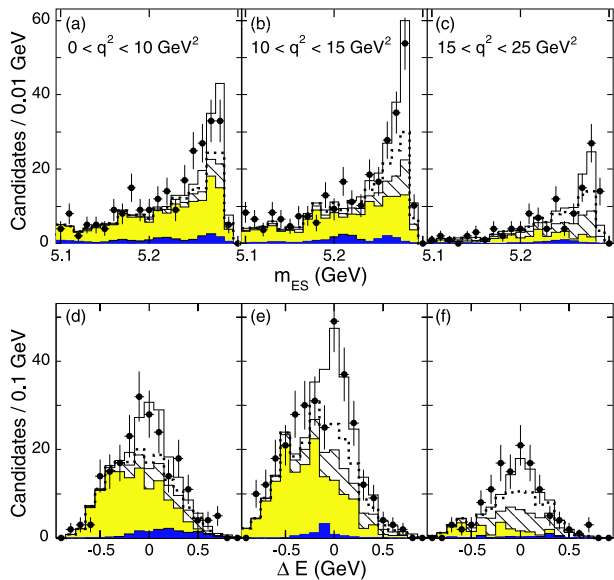 (a)
0 < q² < 10 GeV²
(b)
10 < q² < 15 GeV²
(c)
15 < q² < 25 GeV²
Candidates / 0.01 GeV
60
40
20
0
5.1
5.2
5.1
5.2
5.1
5.2
m_ES (GeV)
(d)
(e)
(f)
Candidates / 0.1 GeV
40
20
0
-0.5
0
0.5
-0.5
0
0.5
-0.5
0
0.5
Δ E (GeV)